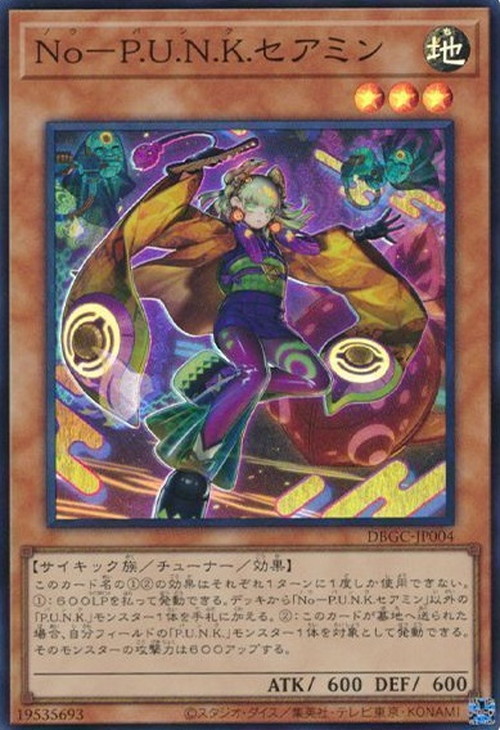 No－P.U.N.K.セアミン
地
DBGC-JP004
【サイキック族／チューナー／効果】
このカード名の①②の効果はそれぞれ１ターンに１度しか使用できない。
①：６００LPを払って発動できる。デッキから「No－P.U.N.K.セアミン」以外の
「P.U.N.K.」モンスター１体を手札に加える。②：このカードが墓地へ送られた
場合、自分フィールドの「P.U.N.K.」モンスター１体を対象として発動できる。
そのモンスターの攻撃力は６００アップする。
ATK/ 600 DEF/ 600
19535693
©スタジオ・ダイス／集英社・テレビ東京・KONAMI